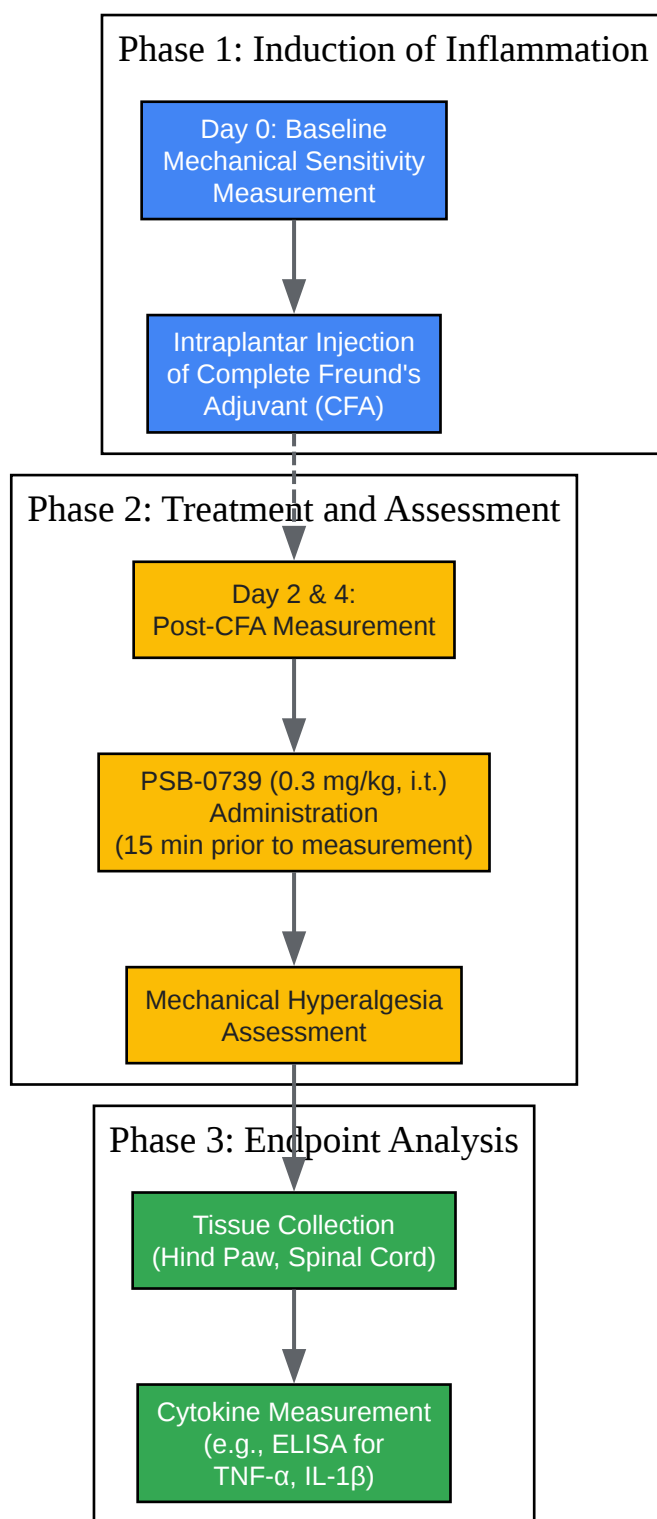 Phase 1: Induction of Inflammation
Day 0: Baseline
Mechanical Sensitivity
Measurement
Intraplantar Injection
of Complete Freund's
Adjuvant (CFA)
Phase 2: Treatment and Assessment
Day 2 & 4:
Post-CFA Measurement
PSB-0739 (0.3 mg/kg, i.t.)
Administration
(15 min prior to measurement)
Mechanical Hyperalgesia
Assessment
Phase 3: Endpoint Analysis
Tissue Collection
(Hind Paw, Spinal Cord)
Cytokine Measurement
(e.g., ELISA for
TNF-α, IL-1β)